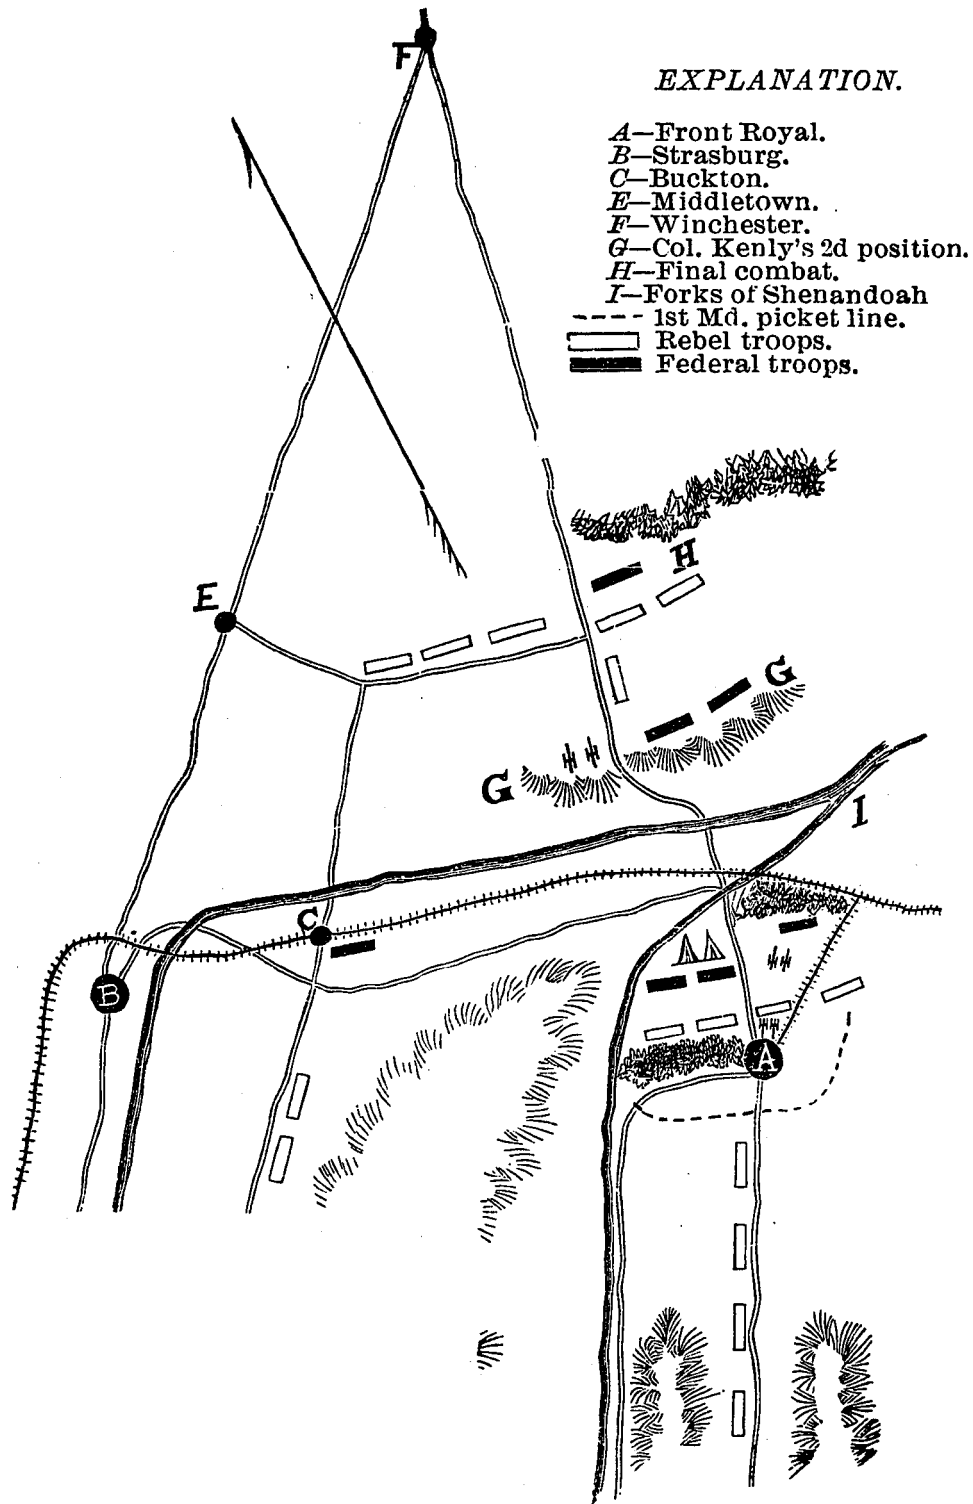 F
EXPLANATION.
A—Front Royal.
B—Strasburg.
C—Buckton.
E—Middletown.
F—Winchester.
G—Col. Kenly's 2d position.
H—Final combat.
I—Forks of Shenandoah
1st Md. picket line.
Rebel troops.
Federal troops.
H
E
G
G
I
C
B
A